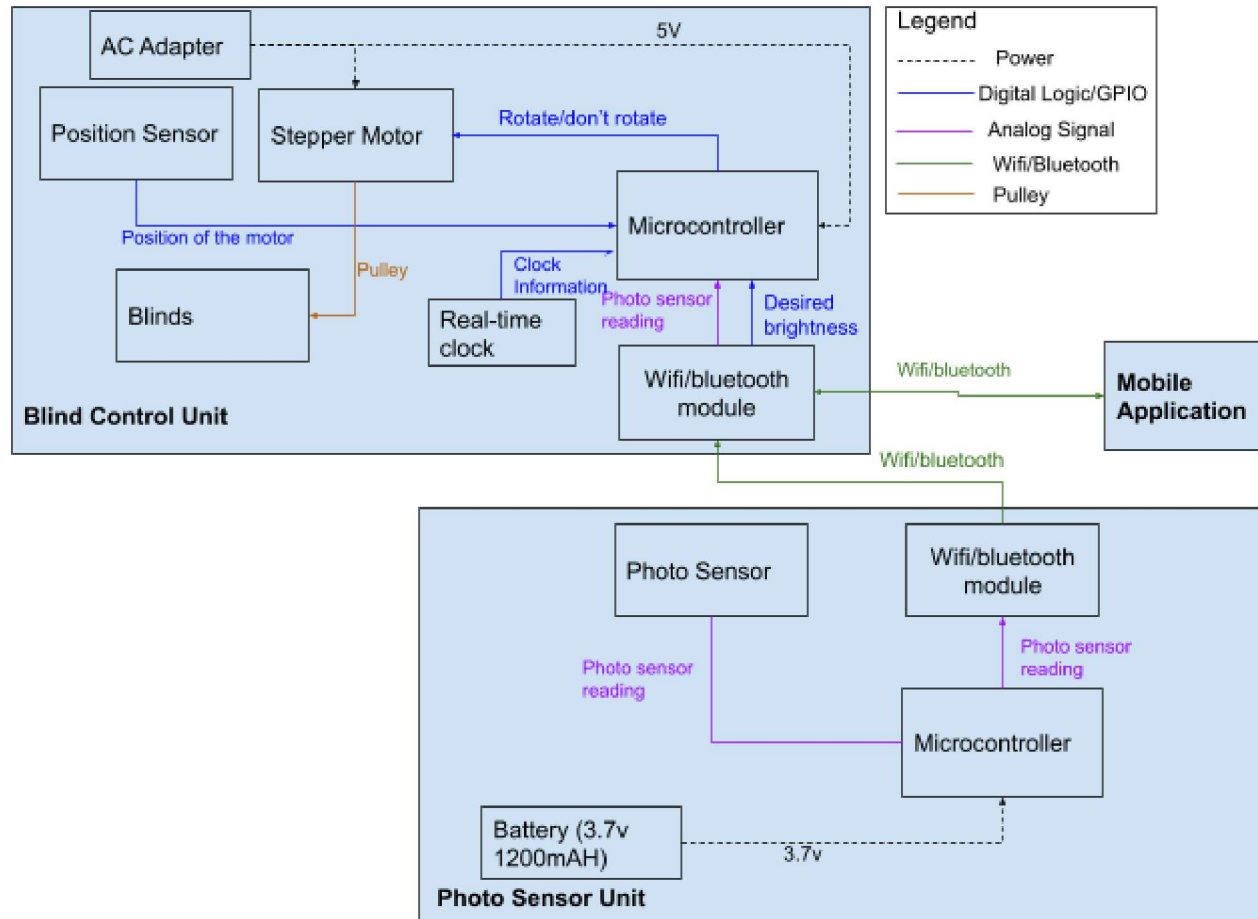 AC Adapter
5V
Position Sensor
Stepper Motor
Rotate/don't rotate
Microcontroller
Position of the motor
Pulley
Clock
Information
Blinds
Real-time
clock
Photo sensor
reading
Desired
brightness
Wifi/bluetooth
module
Blind Control Unit
Legend
Power
Digital Logic/GPIO
Analog Signal
Wifi/Bluetooth
Pulley
Wifi/bluetooth
Mobile
Application
Wifi/bluetooth
Photo Sensor
Wifi/bluetooth
module
Photo sensor
reading
Photo sensor
reading
Microcontroller
Battery (3.7v
1200mAH)
3.7v
Photo Sensor Unit